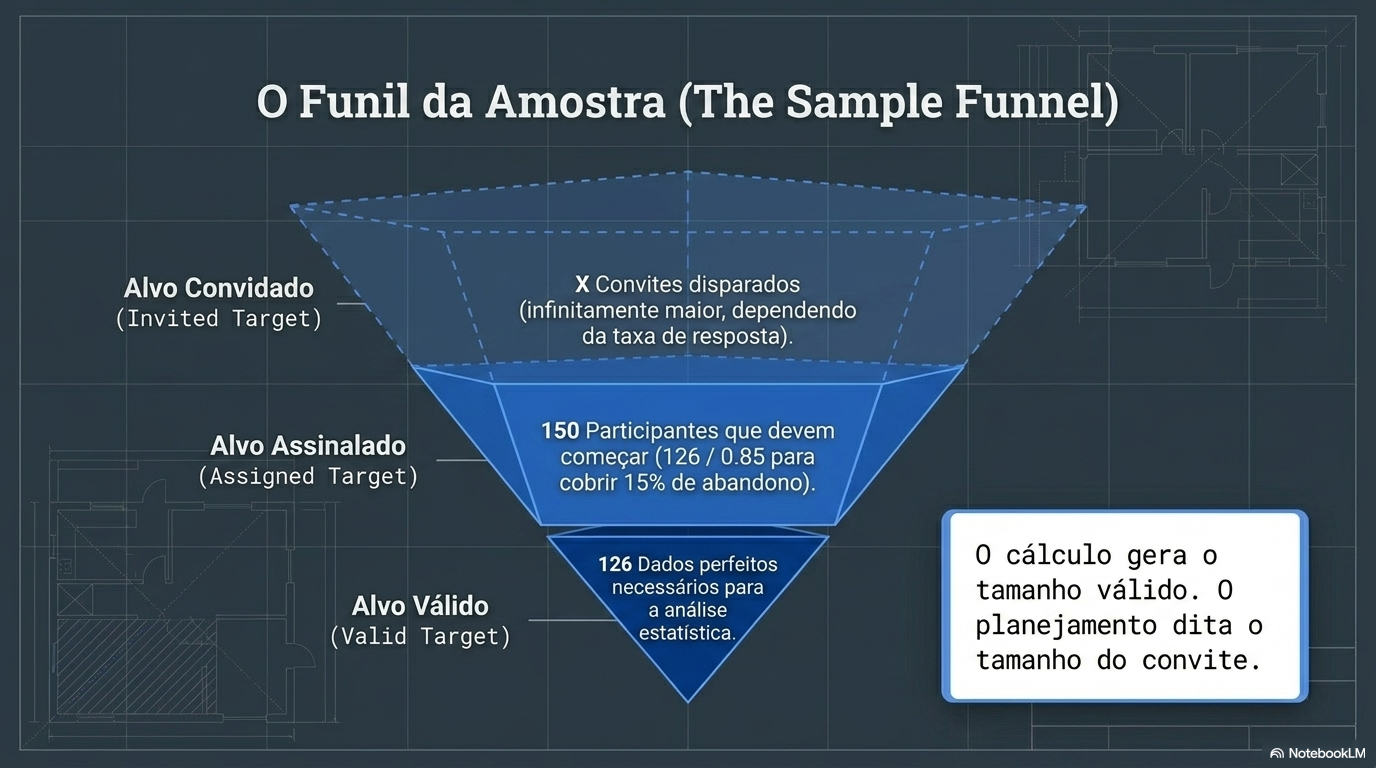 O Funil da Amostra (The Sample Funnel)
Alvo Convidado
(Invited Target)
X Convites disparados
(infinitamente maior, dependendo
da taxa de resposta).
Alvo Assinalado
(Assigned Target)
150 Participantes que devem
começar (126 / 0.85 para
cobrir 15% de abandono).
Alvo Válido
(Valid Target)
126 Dados perfeitos
necessários para
a análise
estatística.
O cálculo gera o
tamanho válido. O
planejamento dita o
tamanho do convite.
NotebookLM